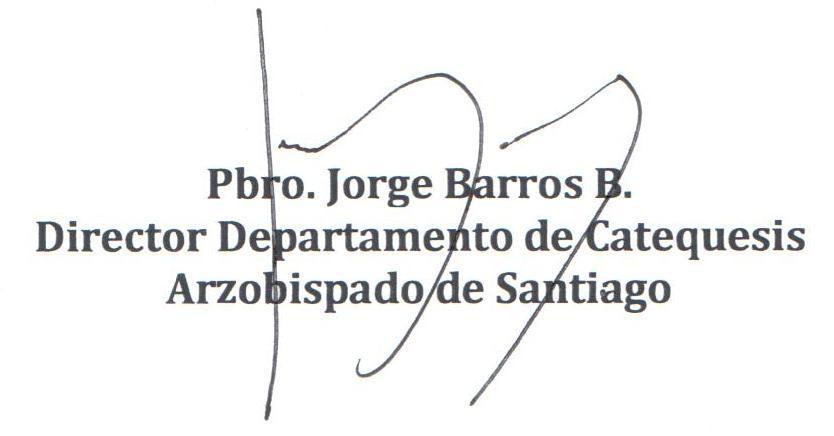 Pbro. Jorge Barros B.
Director Departamento de Catequesis
Arzobispado de Santiago